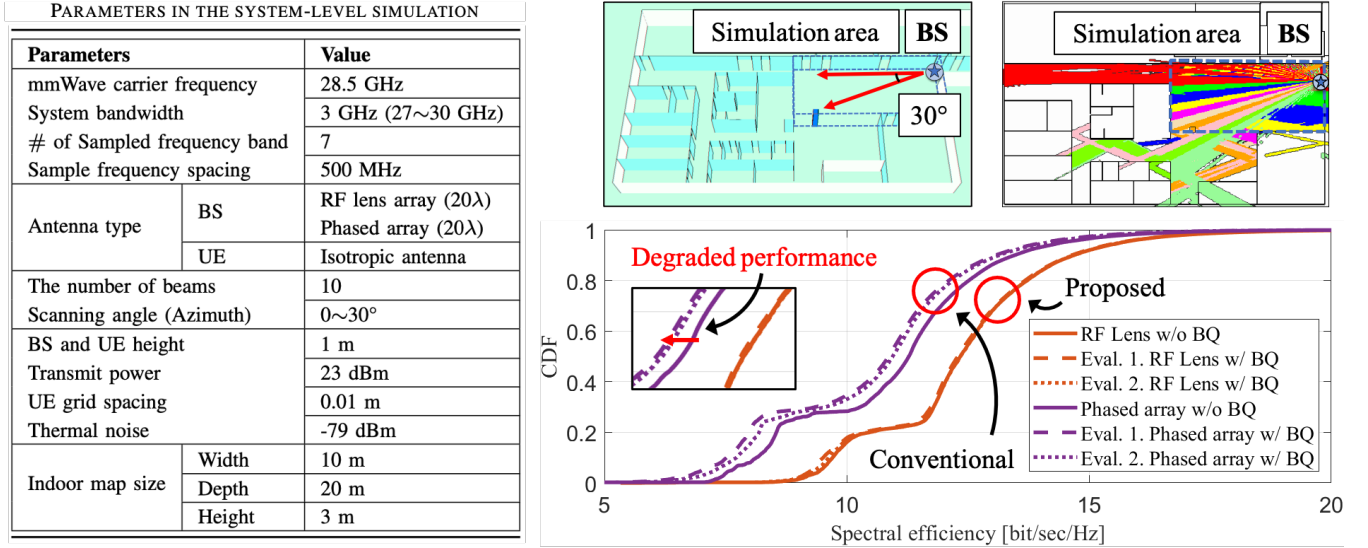 PARAMETERS IN THE SYSTEM-LEVEL SIMULATION
Parameters Value
mmWave carrier frequency 28.5 GHz
System bandwidth 3 GHz (27∼30 GHz)
# of Sampled frequency band 7
Sample frequency spacing 500 MHz
Antenna type BS RF lens array (20λ)
Phased array (20λ)
UE Isotropic antenna
The number of beams 10
Scanning angle (Azimuth) 0∼30°
BS and UE height 1 m
Transmit power 23 dBm
UE grid spacing 0.01 m
Thermal noise -79 dBm
Indoor map size Width 10 m
Depth 20 m
Height 3 m
Simulation area BS
30°
Simulation area BS
Degraded performance
Proposed
Conventional
RF Lens w/o BQ
Eval. 1. RF Lens w/ BQ
Eval. 2. RF Lens w/ BQ
Phased array w/o BQ
Eval. 1. Phased array w/ BQ
Eval. 2. Phased array w/ BQ
CDF
1
0.8
0.6
0.4
0.2
0
5 10 15 20
Spectral efficiency [bit/sec/Hz]